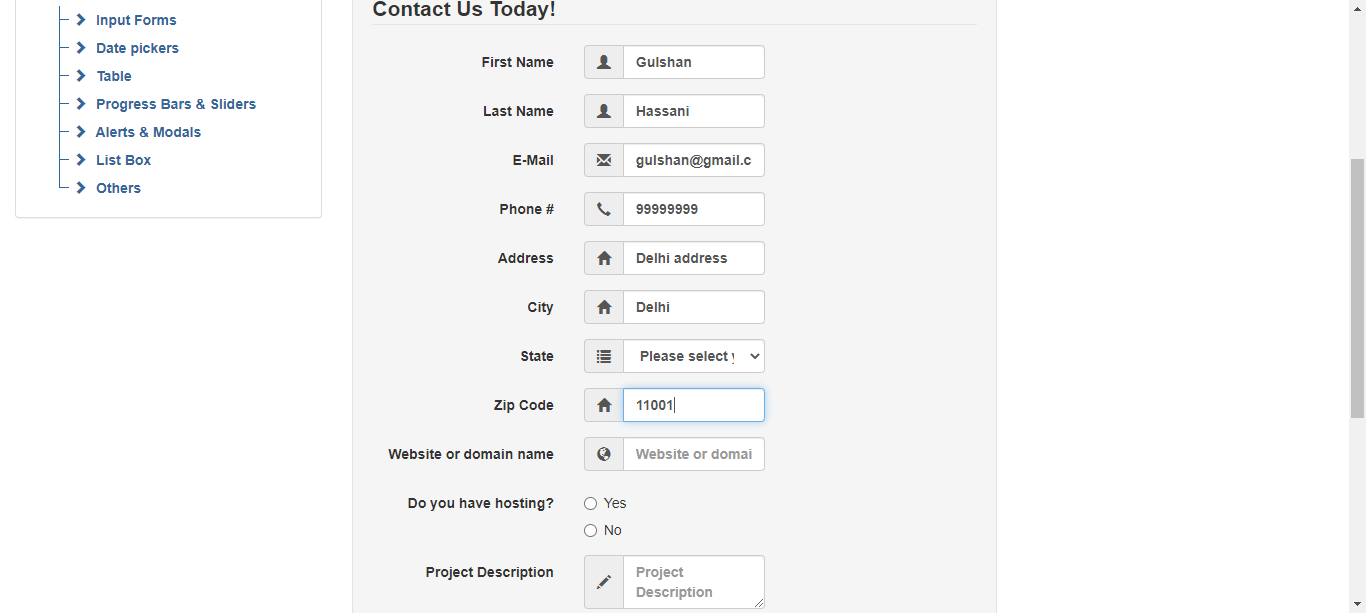 Input Forms
Date pickers
Table
Progress Bars & Sliders
Alerts & Modals
List Box
Others
Contact Us Today!
First Name
Gulshan
Last Name
Hassani
E-Mail
gulshan@gmail.c
Phone #
99999999
Address
Delhi address
City
Delhi
State
Please select y
Zip Code
11001
Website or domain name
Website or domai
Do you have hosting?
Yes
No
Project Description
Project
Description